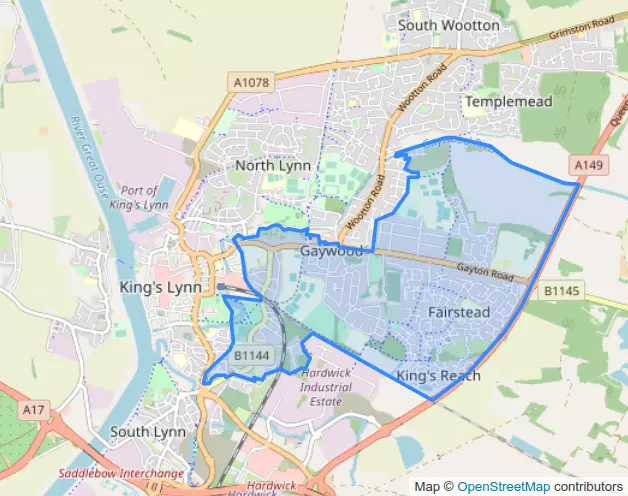 South Wootton
Grimston Road
A1078
Wootton Road
Templemead
Queen
A149
River Great Ouse
North Lynn
Port of
King's Lynn
Wootton Road
Gaywood
Gayton Road
King's Lynn
B1145
Fairstead
B1144
King's Reach
Hardwick
Industrial
Estate
A17
South Lynn
Saddlebow Interchange
Hardwick
Hardwick
Map © OpenStreetMap contributors